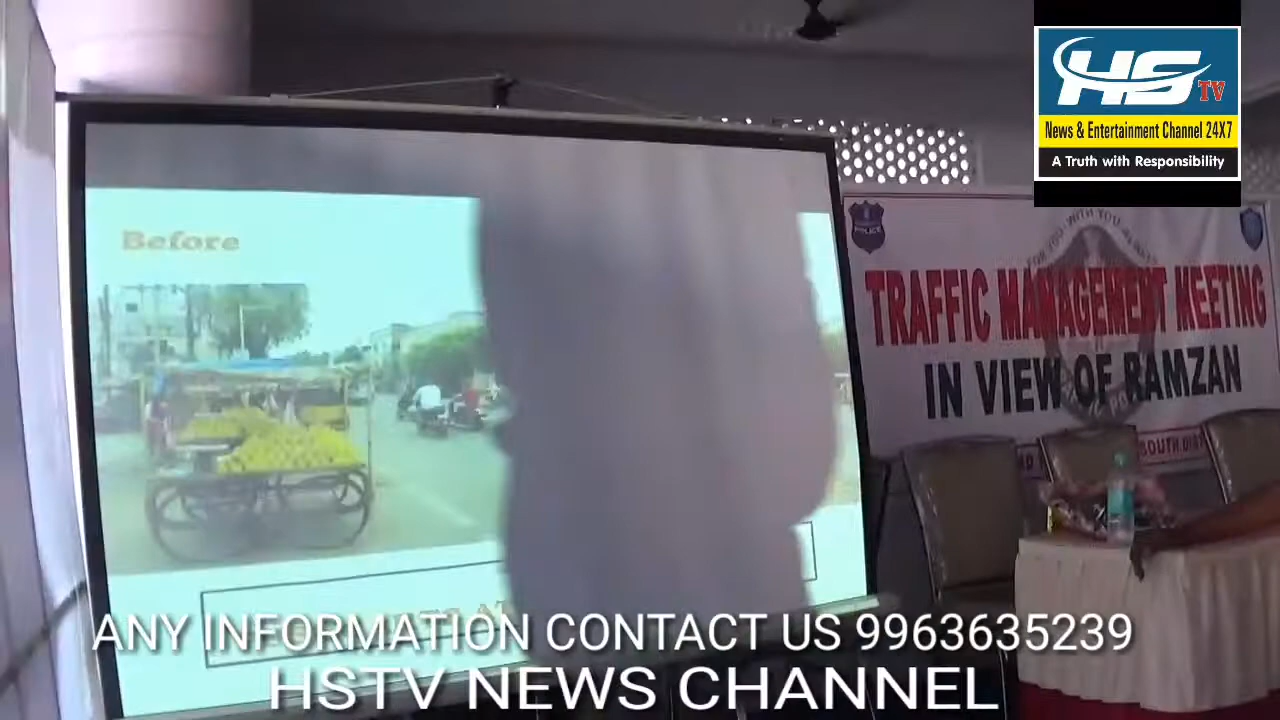 HS TV
News & Entertainment Channel 24X7
A Truth with Responsibility
Before
POLICE
TRAFFIC MANAGEMENT MEETING
IN VIEW OF RAMZAN
SOUTH DIST
ANY INFORMATION CONTACT US 9963635239
HSTV NEWS CHANNEL